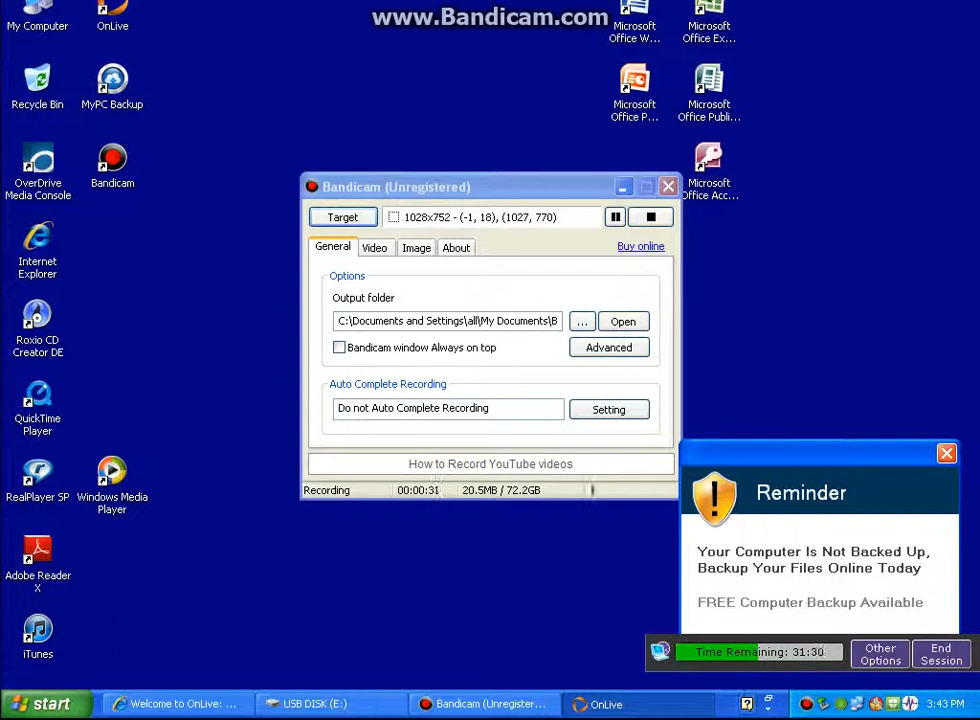 www.Bandicam.com
My Computer
OnLive
Microsoft
Office W...
Microsoft
Office Ex...
Recycle Bin
MyPC Backup
Microsoft
Office P...
Microsoft
Office Publi...
OverDrive
Media Console
Bandicam
Microsoft
Office Acc...
Internet
Explorer
Roxio CD
Creator DE
QuickTime
Player
RealPlayer SP
Windows Media
Player
Adobe Reader
X
iTunes
Bandicam (Unregistered)
Target
1028x752 - (-1, 18), (1027, 770)
General
Video
Image
About
Buy online
Options
Output folder
C:\Documents and Settings\all\My Documents\B
...
Open
Bandicam window Always on top
Advanced
Auto Complete Recording
Do not Auto Complete Recording
Setting
How to Record YouTube videos
Recording
00:00:31
20.5MB / 72.2GB
Reminder
Your Computer Is Not Backed Up,
Backup Your Files Online Today
FREE Computer Backup Available
Time Remaining: 31:30
Other
Options
End
Session
start
Welcome to OnLive: ...
USB DISK (E:)
Bandicam (Unregister...
OnLive
3:43 PM